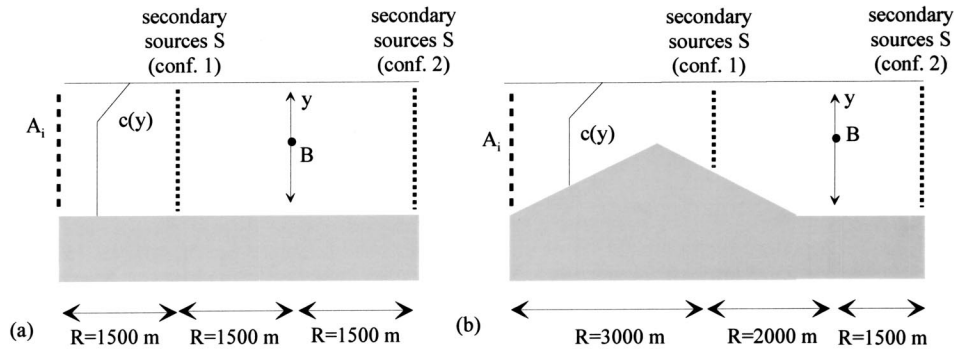 secondary
sources S
(conf. 1)
secondary
sources S
(conf. 2)
A_i
c(y)
y
B
(a)
R=1500 m
R=1500 m
R=1500 m
secondary
sources S
(conf. 1)
secondary
sources S
(conf. 2)
A_i
c(y)
y
B
(b)
R=3000 m
R=2000 m
R=1500 m